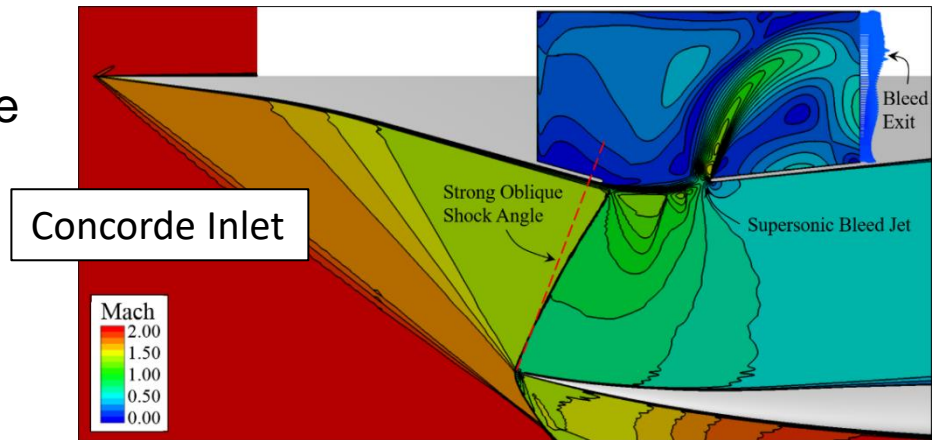 e
Concorde Inlet
Strong Oblique
Shock Angle
Bleed
Exit
Supersonic Bleed Jet
Mach
2.00
1.50
1.00
0.50
0.00